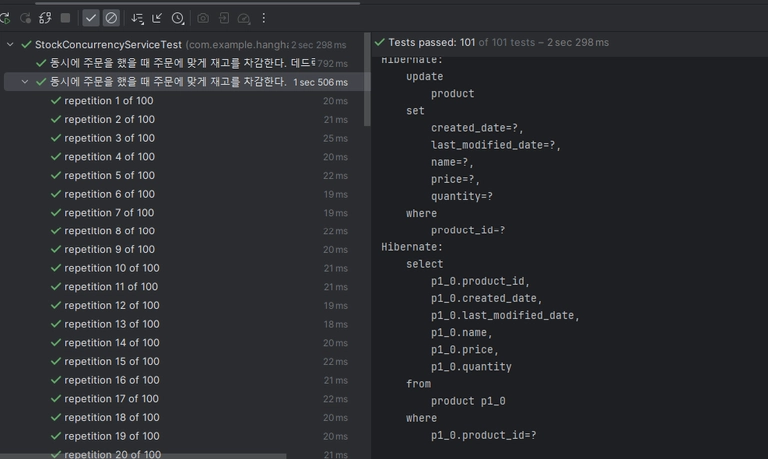 StockConcurrencyServiceTest (com.example.hangha 2 sec 298 ms
동시에 주문을 했을 때 주문에 맞게 재고를 차감한다. 데드 792 ms
동시에 주문을 했을 때 주문에 맞게 재고를 차감한다. 1 sec 506 ms
repetition 1 of 100 20 ms
repetition 2 of 100 21 ms
repetition 3 of 100 25 ms
repetition 4 of 100 20 ms
repetition 5 of 100 22 ms
repetition 6 of 100 19 ms
repetition 7 of 100 19 ms
repetition 8 of 100 22 ms
repetition 9 of 100 20 ms
repetition 10 of 100 21 ms
repetition 11 of 100 21 ms
repetition 12 of 100 19 ms
repetition 13 of 100 18 ms
repetition 14 of 100 20 ms
repetition 15 of 100 22 ms
repetition 16 of 100 21 ms
repetition 17 of 100 22 ms
repetition 18 of 100 20 ms
repetition 19 of 100 20 ms
repetition 20 of 100 21 ms
Tests passed: 101 of 101 tests – 2 sec 298 ms
Hibernate:
update
product
set
created_date=?,
last_modified_date=?,
name=?,
price=?,
quantity=?
where
product_id=?
Hibernate:
select
p1_0.product_id,
p1_0.created_date,
p1_0.last_modified_date,
p1_0.name,
p1_0.price,
p1_0.quantity
from
product p1_0
where
p1_0.product_id=?